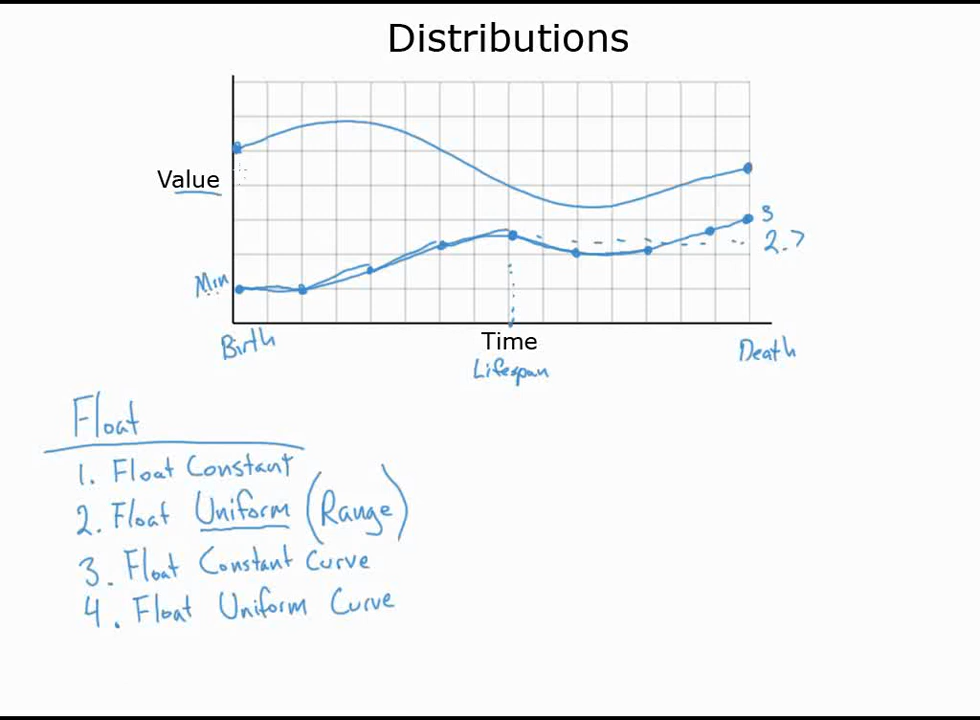 Distributions
Value
3
2.7
Min
Birth
Time
Death
Lifespan
Float
1. Float Constant
2. Float Uniform (Range)
3. Float Constant Curve
4. Float Uniform Curve